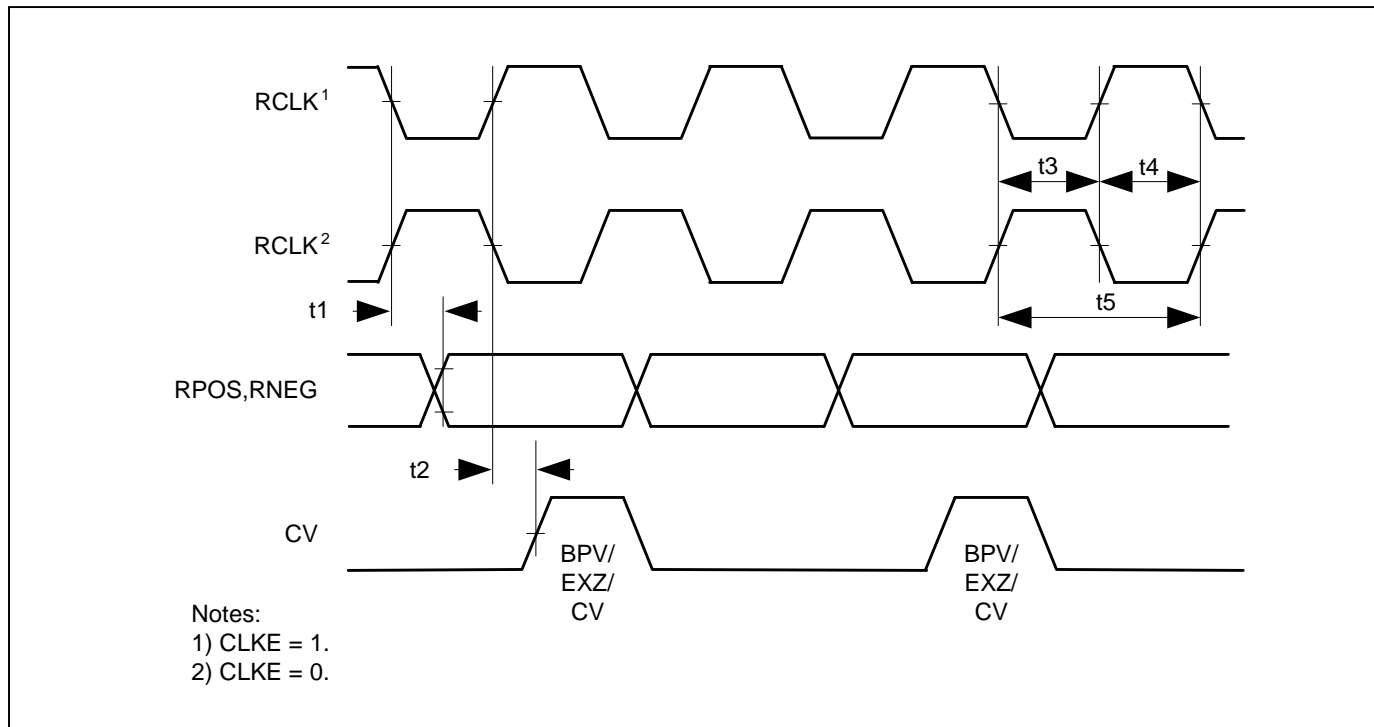 RCLK¹
t3
t4
RCLK²
t1
t5
RPOS,RNEG
t2
CV
BPV/
EXZ/
CV
BPV/
EXZ/
CV
Notes:
1) CLKE = 1.
2) CLKE = 0.